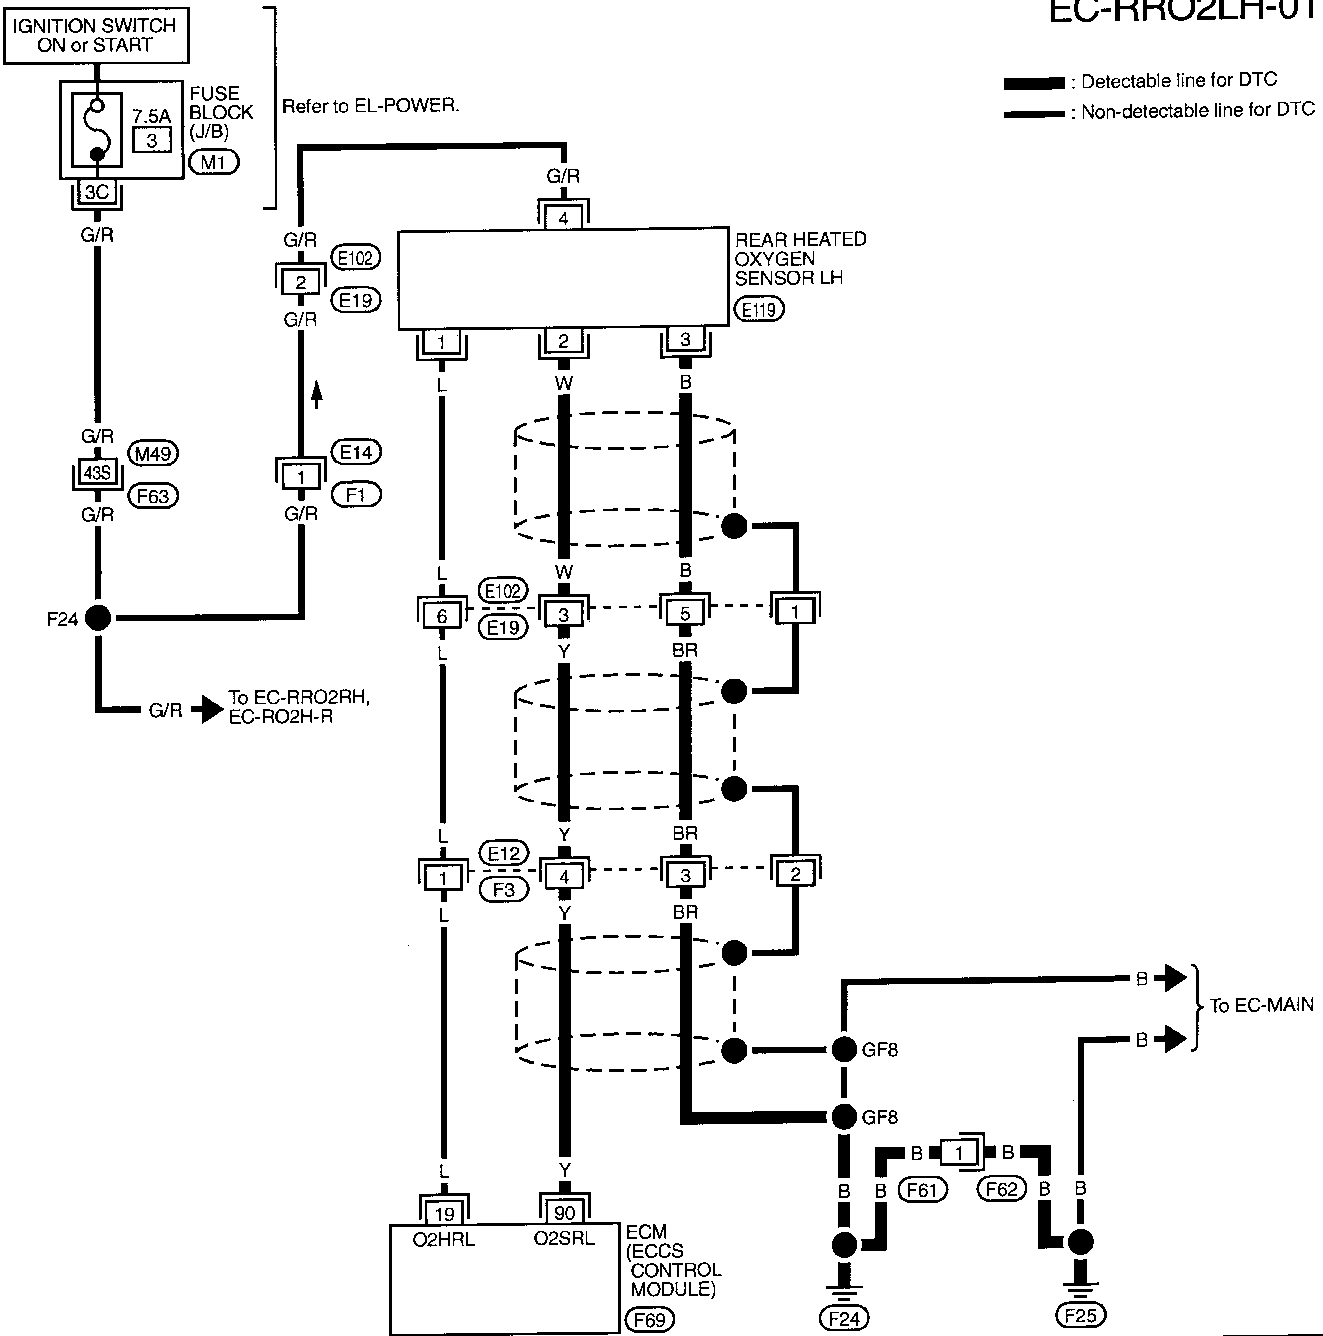 EC-RRO2LH-01
IGNITION SWITCH
ON or START
FUSE
BLOCK
(J/B)
7.5A
3
M1
3C
Refer to EL-POWER.
: Detectable line for DTC
: Non-detectable line for DTC
G/R
G/R
4
G/R
E102
2
E19
G/R
REAR HEATED
OXYGEN
SENSOR LH
E119
1
2
3
L
W
B
G/R
M49
43S
F63
G/R
E14
1
F1
G/R
L
W
B
E102
6
3
5
1
E19
F24
L
Y
BR
G/R
To EC-RRO2RH,
EC-RO2H-R
L
Y
BR
E12
1
4
3
2
F3
L
Y
BR
B
To EC-MAIN
B
GF8
GF8
B
1
B
L
Y
B
B
F61
F62
B
B
19
90
O2HRL
O2SRL
ECM
(ECCS
CONTROL
MODULE)
F69
F24
F25